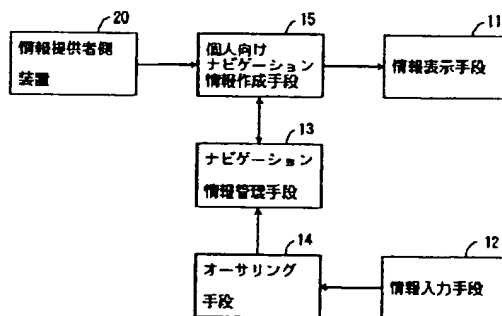 20
情報提供者側
装置
15
個人向け
ナビゲーション
情報作成手段
11
情報表示手段
13
ナビゲーション
情報管理手段
14
オーサリング
手段
12
情報入力手段